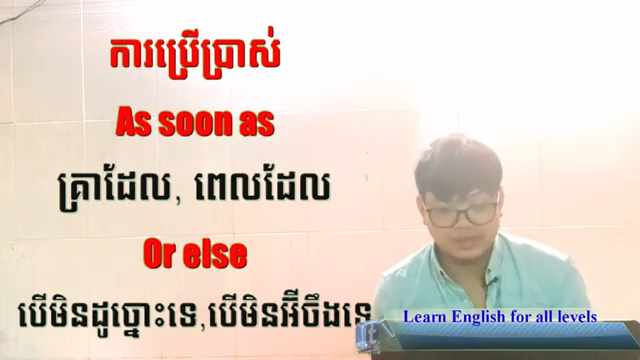 ការប្រើប្រាស់
As soon as
គ្រាដែល, ពេលដែល
Or else
បើមិនដូច្នោះទេ,បើមិនអ៊ីចឹងទេ
Learn English for all levels